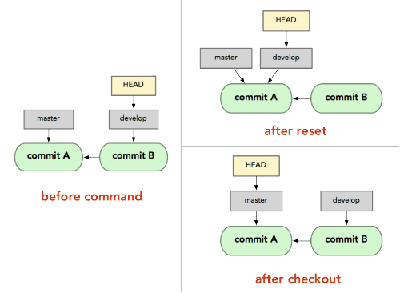 HEAD
master
develop
commit A
commit B
before command
HEAD
master
develop
commit A
commit B
after reset
HEAD
master
develop
commit A
commit B
after checkout